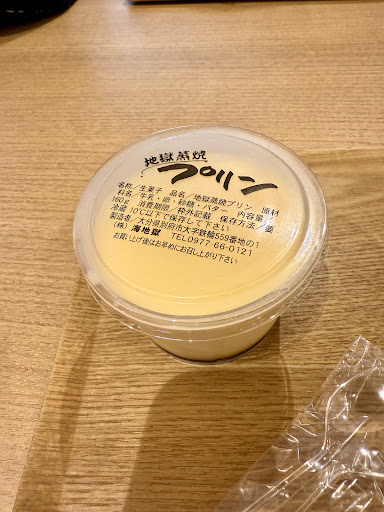 地獄蒸焼
プリン
名称／生菓子　品名／地獄蒸焼プリン　原材
料名／牛乳・卵・砂糖・バター　内容量／
160g　消費期限／枠外記載　保存方法／要
冷蔵 10℃以下で保存して下さい
製造者／大分県別府市大字鉄輪559番地の1
(株) 海地獄　TEL0977-66-0121
お買い上げ後はお早めにお召し上がり下さい